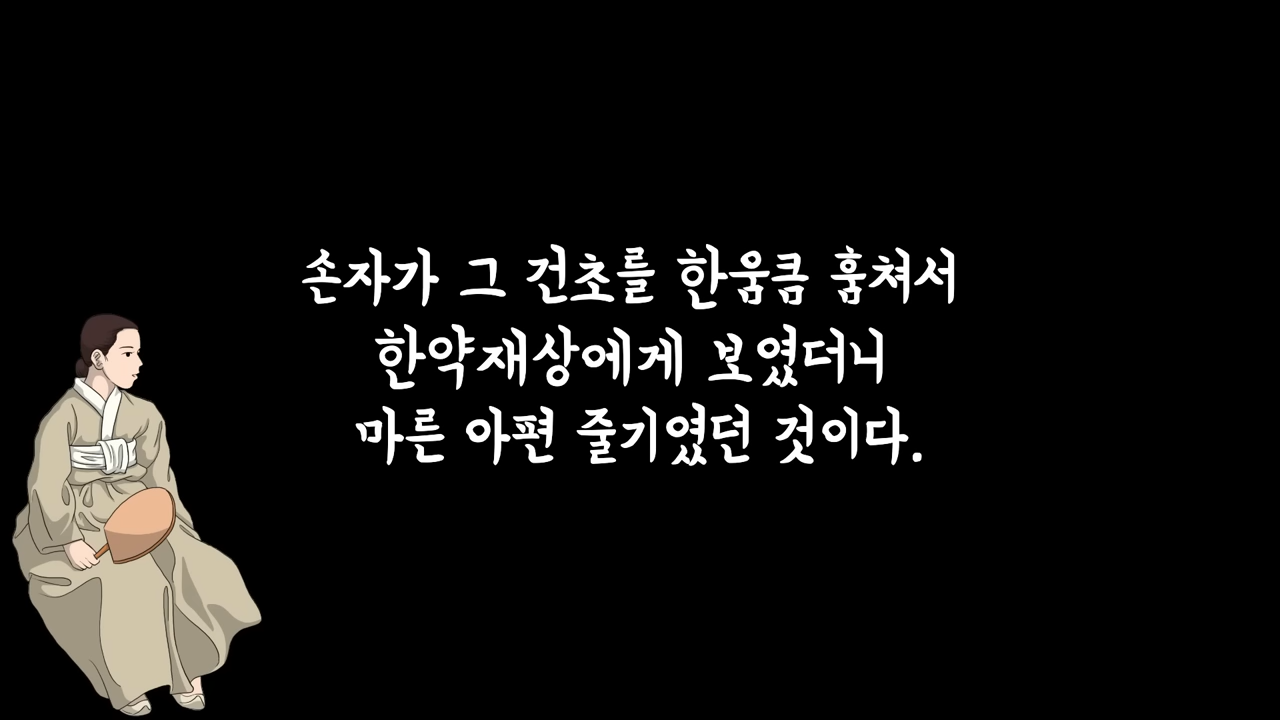 손자가 그 건초를 한움큼 훔쳐서
한약재상에게 보였더니
마른 아편 줄기였던 것이다.